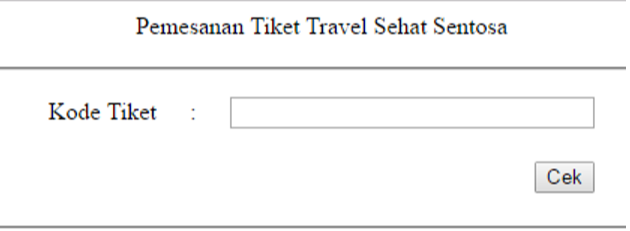 Pemesanan Tiket Travel Sehat Sentosa
Kode Tiket :
Cek